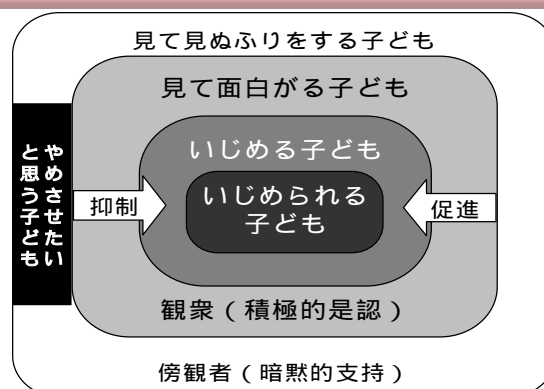 見て見ぬふりをする子ども
見て面白がる子ども
いじめる子ども
いじめられる
子ども
やめさせたい
と思う子ども
抑制
促進
観衆（積極的是認）
傍観者（暗黙的支持）